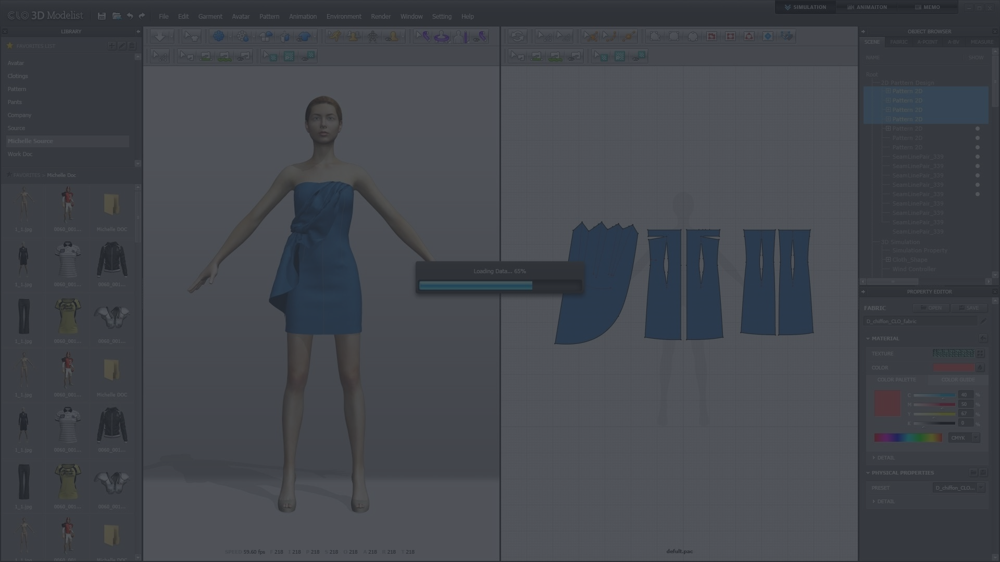 CLO 3D Modelist
File Edit Garment Avatar Pattern Animation Environment Render Window Setting Help
SIMULATION ANIMAITON MEMO
LIBRARY
FAVORITES LIST
Avatar
Clotings
Pattern
Pants
Company
Source
Michelle Source
Work Doc
FAVORITES > Michelle Doc
1_1.jpg 0060_001... Michelle DOC
1_1.jpg 0060_001... 0060_001...
1_1.jpg 0060_001... 0060_001...
1_1.jpg 0060_001... Michelle DOC
1_1.jpg 0060_001... 0060_001...
1_1.jpg 0060_001... 0060_001...
1_1.jpg 0060_001... Michelle DOC
Loading Data... 65%
SPEED 59.60 fps F 218 I 218 P 218 S 218 O 218 A 218 R 218 T 218
defult.pac
OBJECT BROWSER
SCENE FABRIC A-POINT A-BV MEASURE
NAME SHOW
Root
2D Parttern Design
Pattern 2D
Pattern 2D
Pattern 2D
Pattern 2D
Pattern 2D
Pattern 2D
Pattern 2D
SeamLinePair_339
SeamLinePair_339
SeamLinePair_339
SeamLinePair_339
SeamLinePair_339
SeamLinePair_339
SeamLinePair_339
SeamLinePair_339
SeamLinePair_339
3D Simulation
Simulation Property
Cloth_Shape
Wind Controller
PROPERTY EDITOR
FABRIC OPEN SAVE
D_chiffon_CLO_fabric
MATERIAL
TEXTURE
COLOR
COLOR PALETTE COLOR GUIDE
C 40 %
M 50 %
Y 67 %
K 0 %
CMYK
DETAIL
PHYSICAL PROPERTIES
PRESET D_chiffon_CLO...
DETAIL